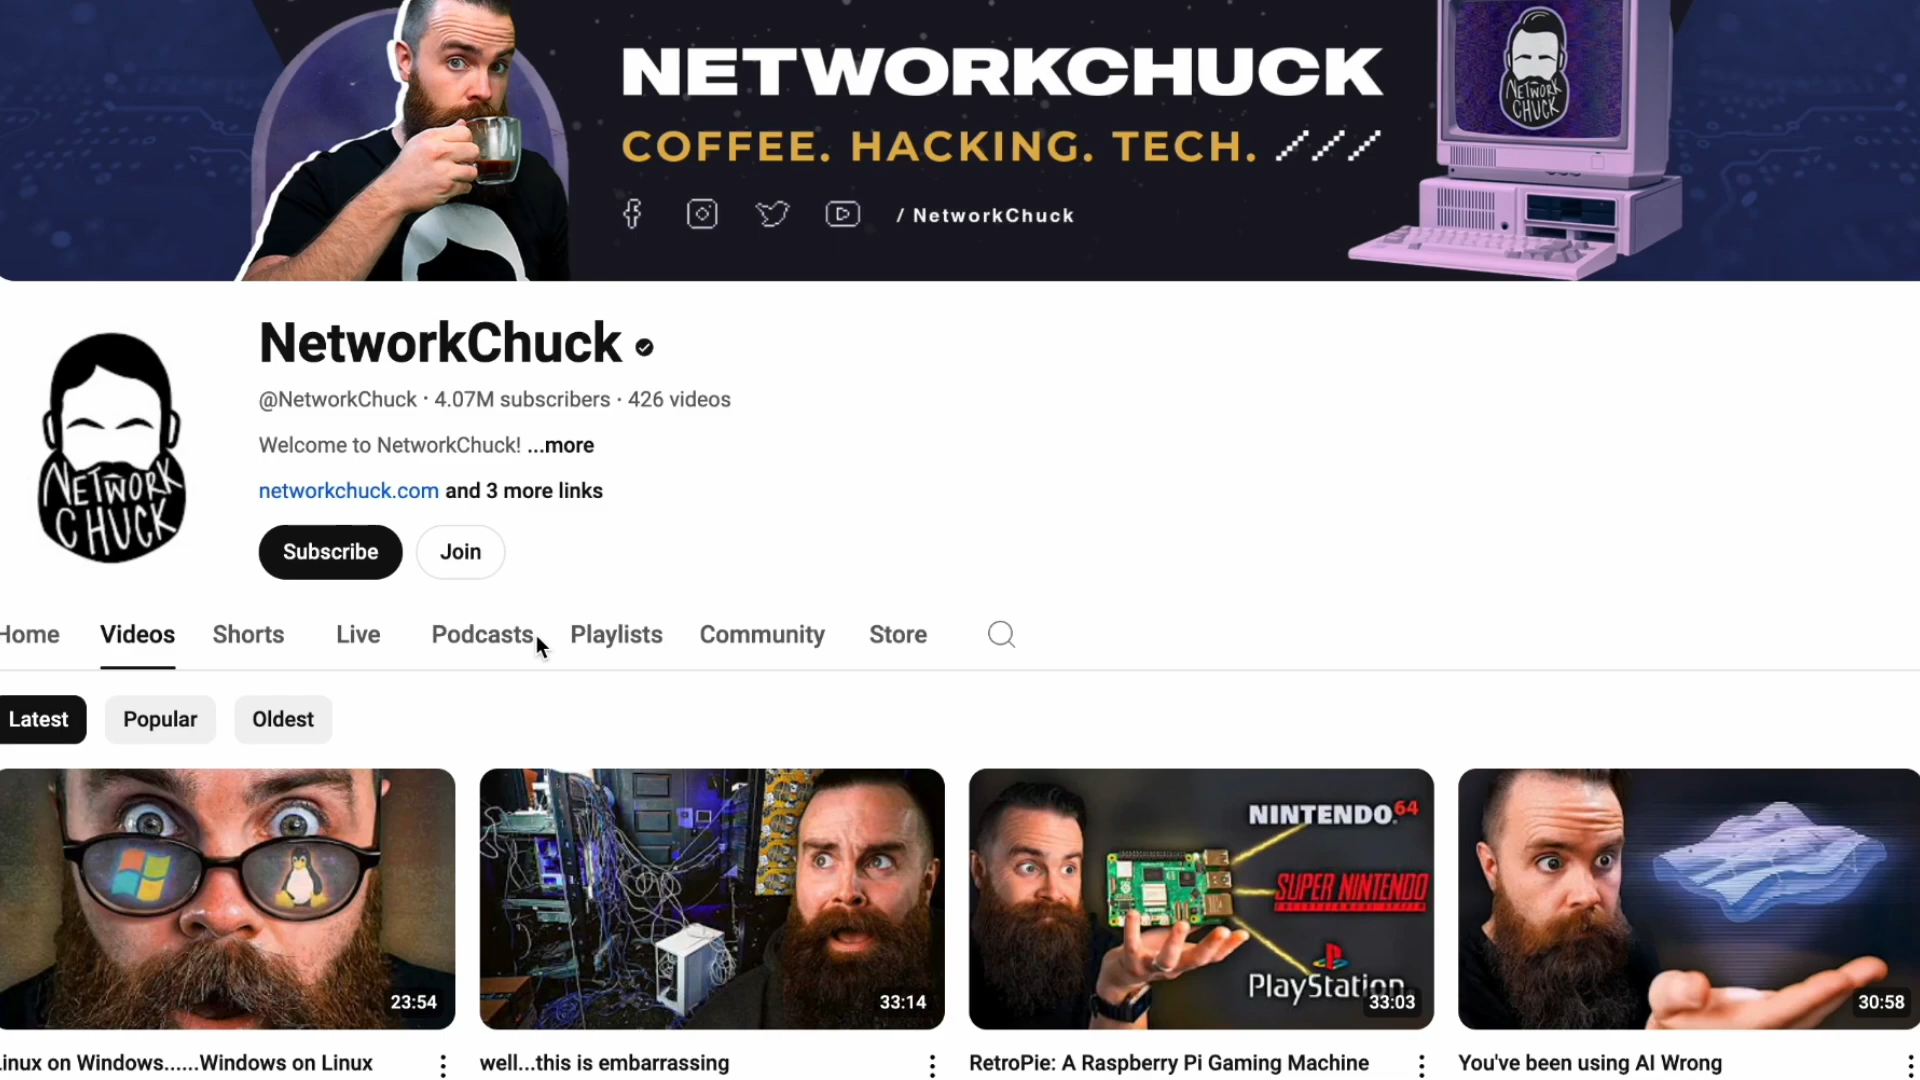 NETWORKCHUCK
COFFEE. HACKING. TECH.
/ NetworkChuck
NETWORK
CHUCK
NetworkChuck
@NetworkChuck · 4.07M subscribers · 426 videos
Welcome to NetworkChuck! ...more
networkchuck.com and 3 more links
Subscribe
Join
NETWORK
CHUCK
Home
Videos
Shorts
Live
Podcasts
Playlists
Community
Store
Latest
Popular
Oldest
23:54
33:14
NINTENDO 64
SUPER NINTENDO
PlayStation
33:03
30:58
inux on Windows......Windows on Linux
well...this is embarrassing
RetroPie: A Raspberry Pi Gaming Machine
You've been using AI Wrong